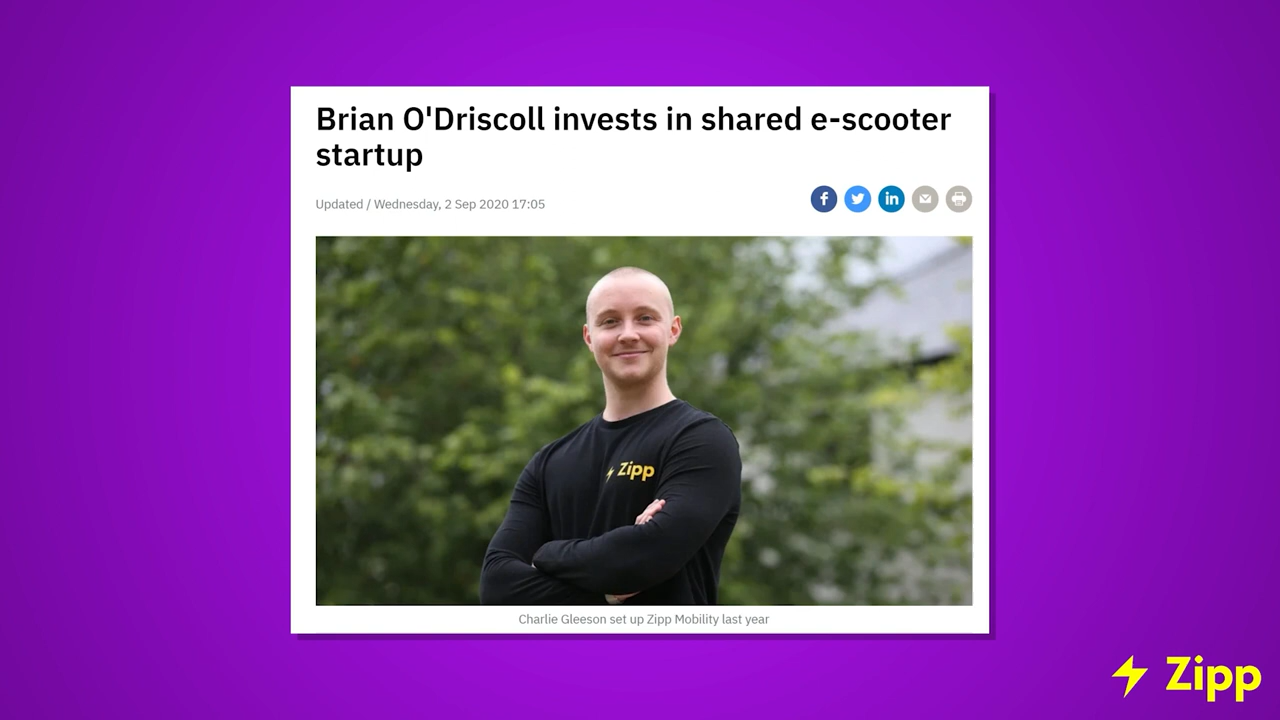 Brian O'Driscoll invests in shared e-scooter
startup
Updated / Wednesday, 2 Sep 2020 17:05
f
in
Zipp
Charlie Gleeson set up Zipp Mobility last year
Zipp